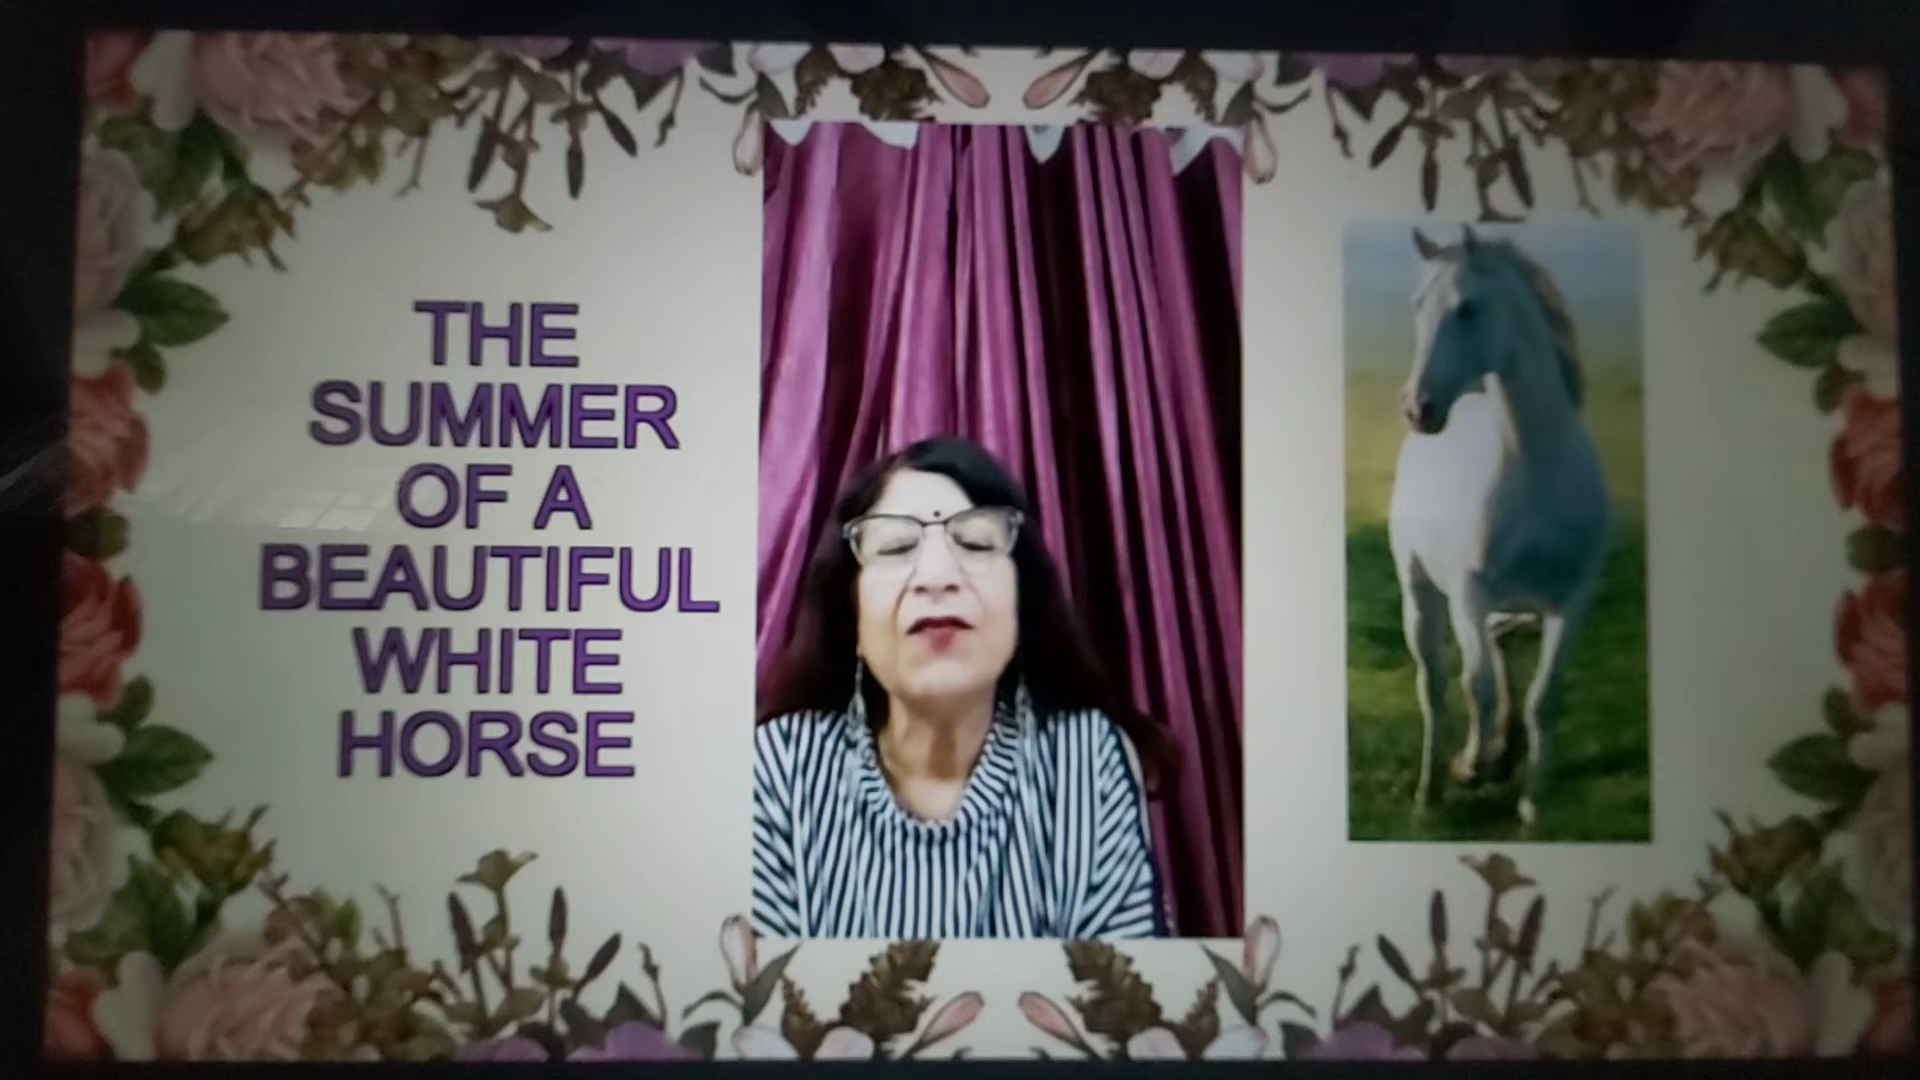 THE
SUMMER
OF A
BEAUTIFUL
WHITE
HORSE